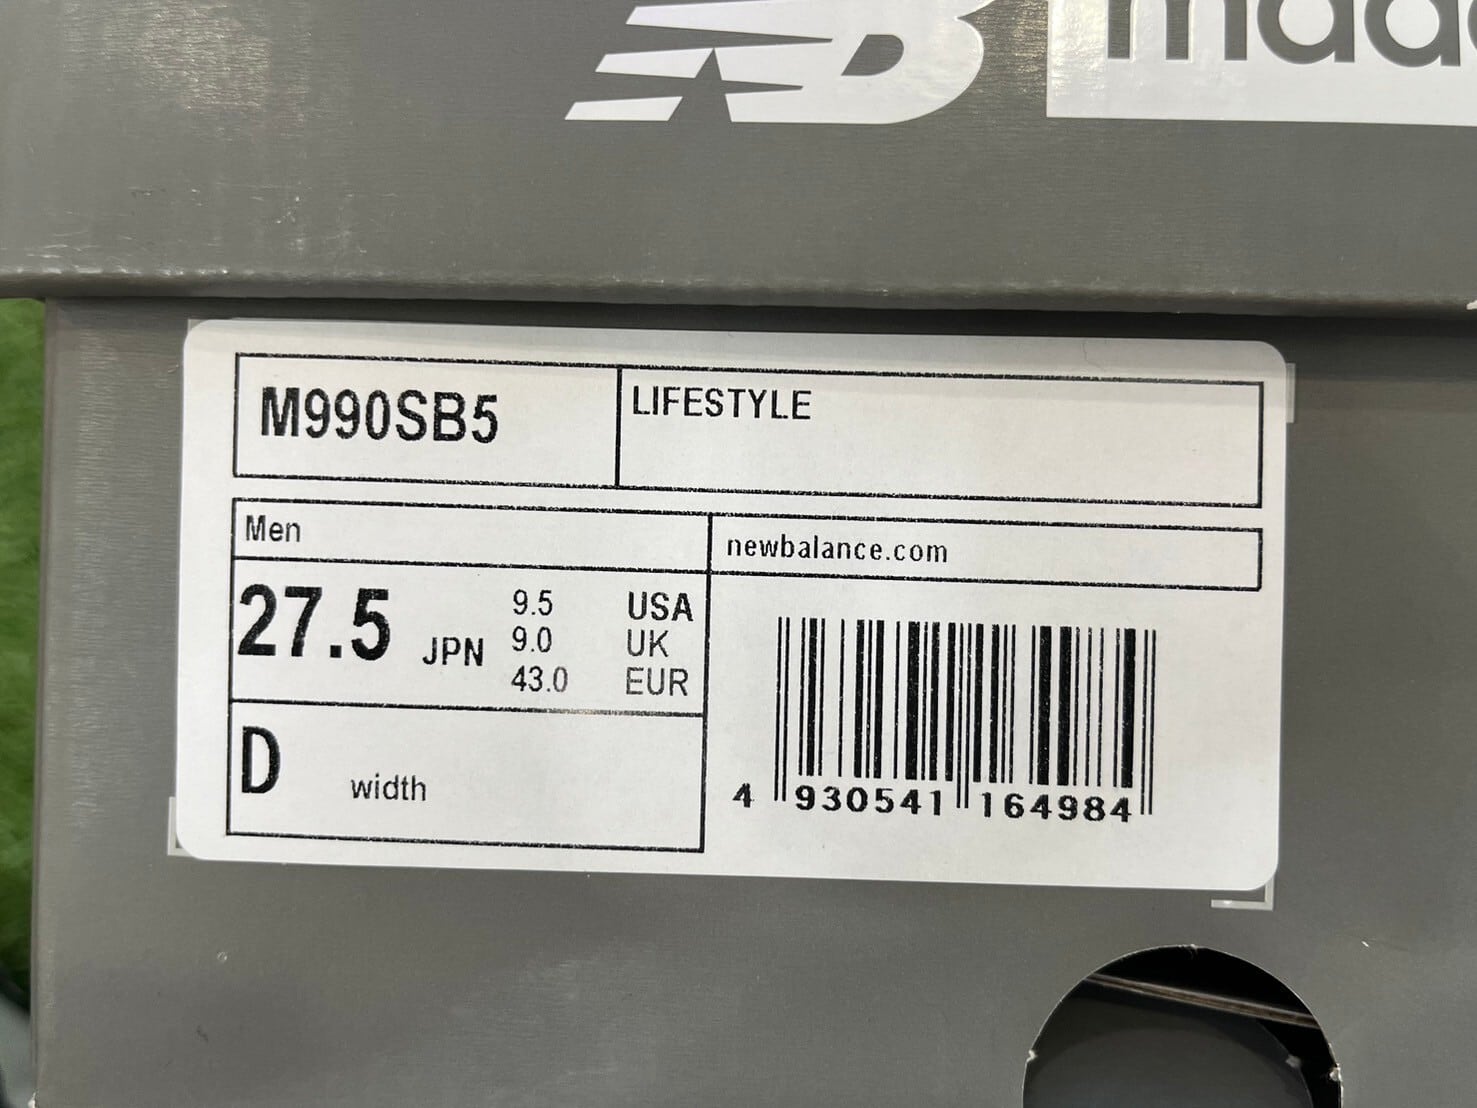 made
M990SB5
LIFESTYLE
Men
newbalance.com
27.5 JPN
9.5 USA
9.0 UK
43.0 EUR
D width
4 930541 164984